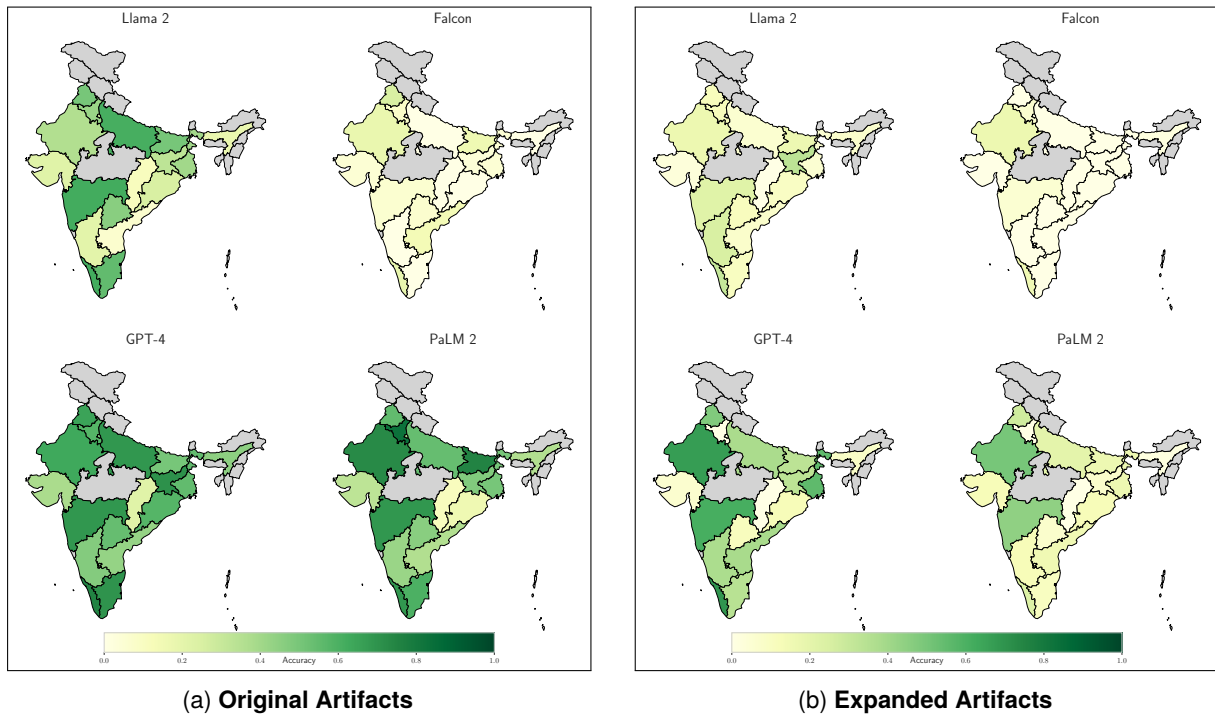 Llama 2
Falcon
GPT-4
PaLM 2
0.0 0.2 0.4 0.6 0.8 1.0
Accuracy
(a) Original Artifacts
Llama 2
Falcon
GPT-4
PaLM 2
0.0 0.2 0.4 0.6 0.8 1.0
Accuracy
(b) Expanded Artifacts